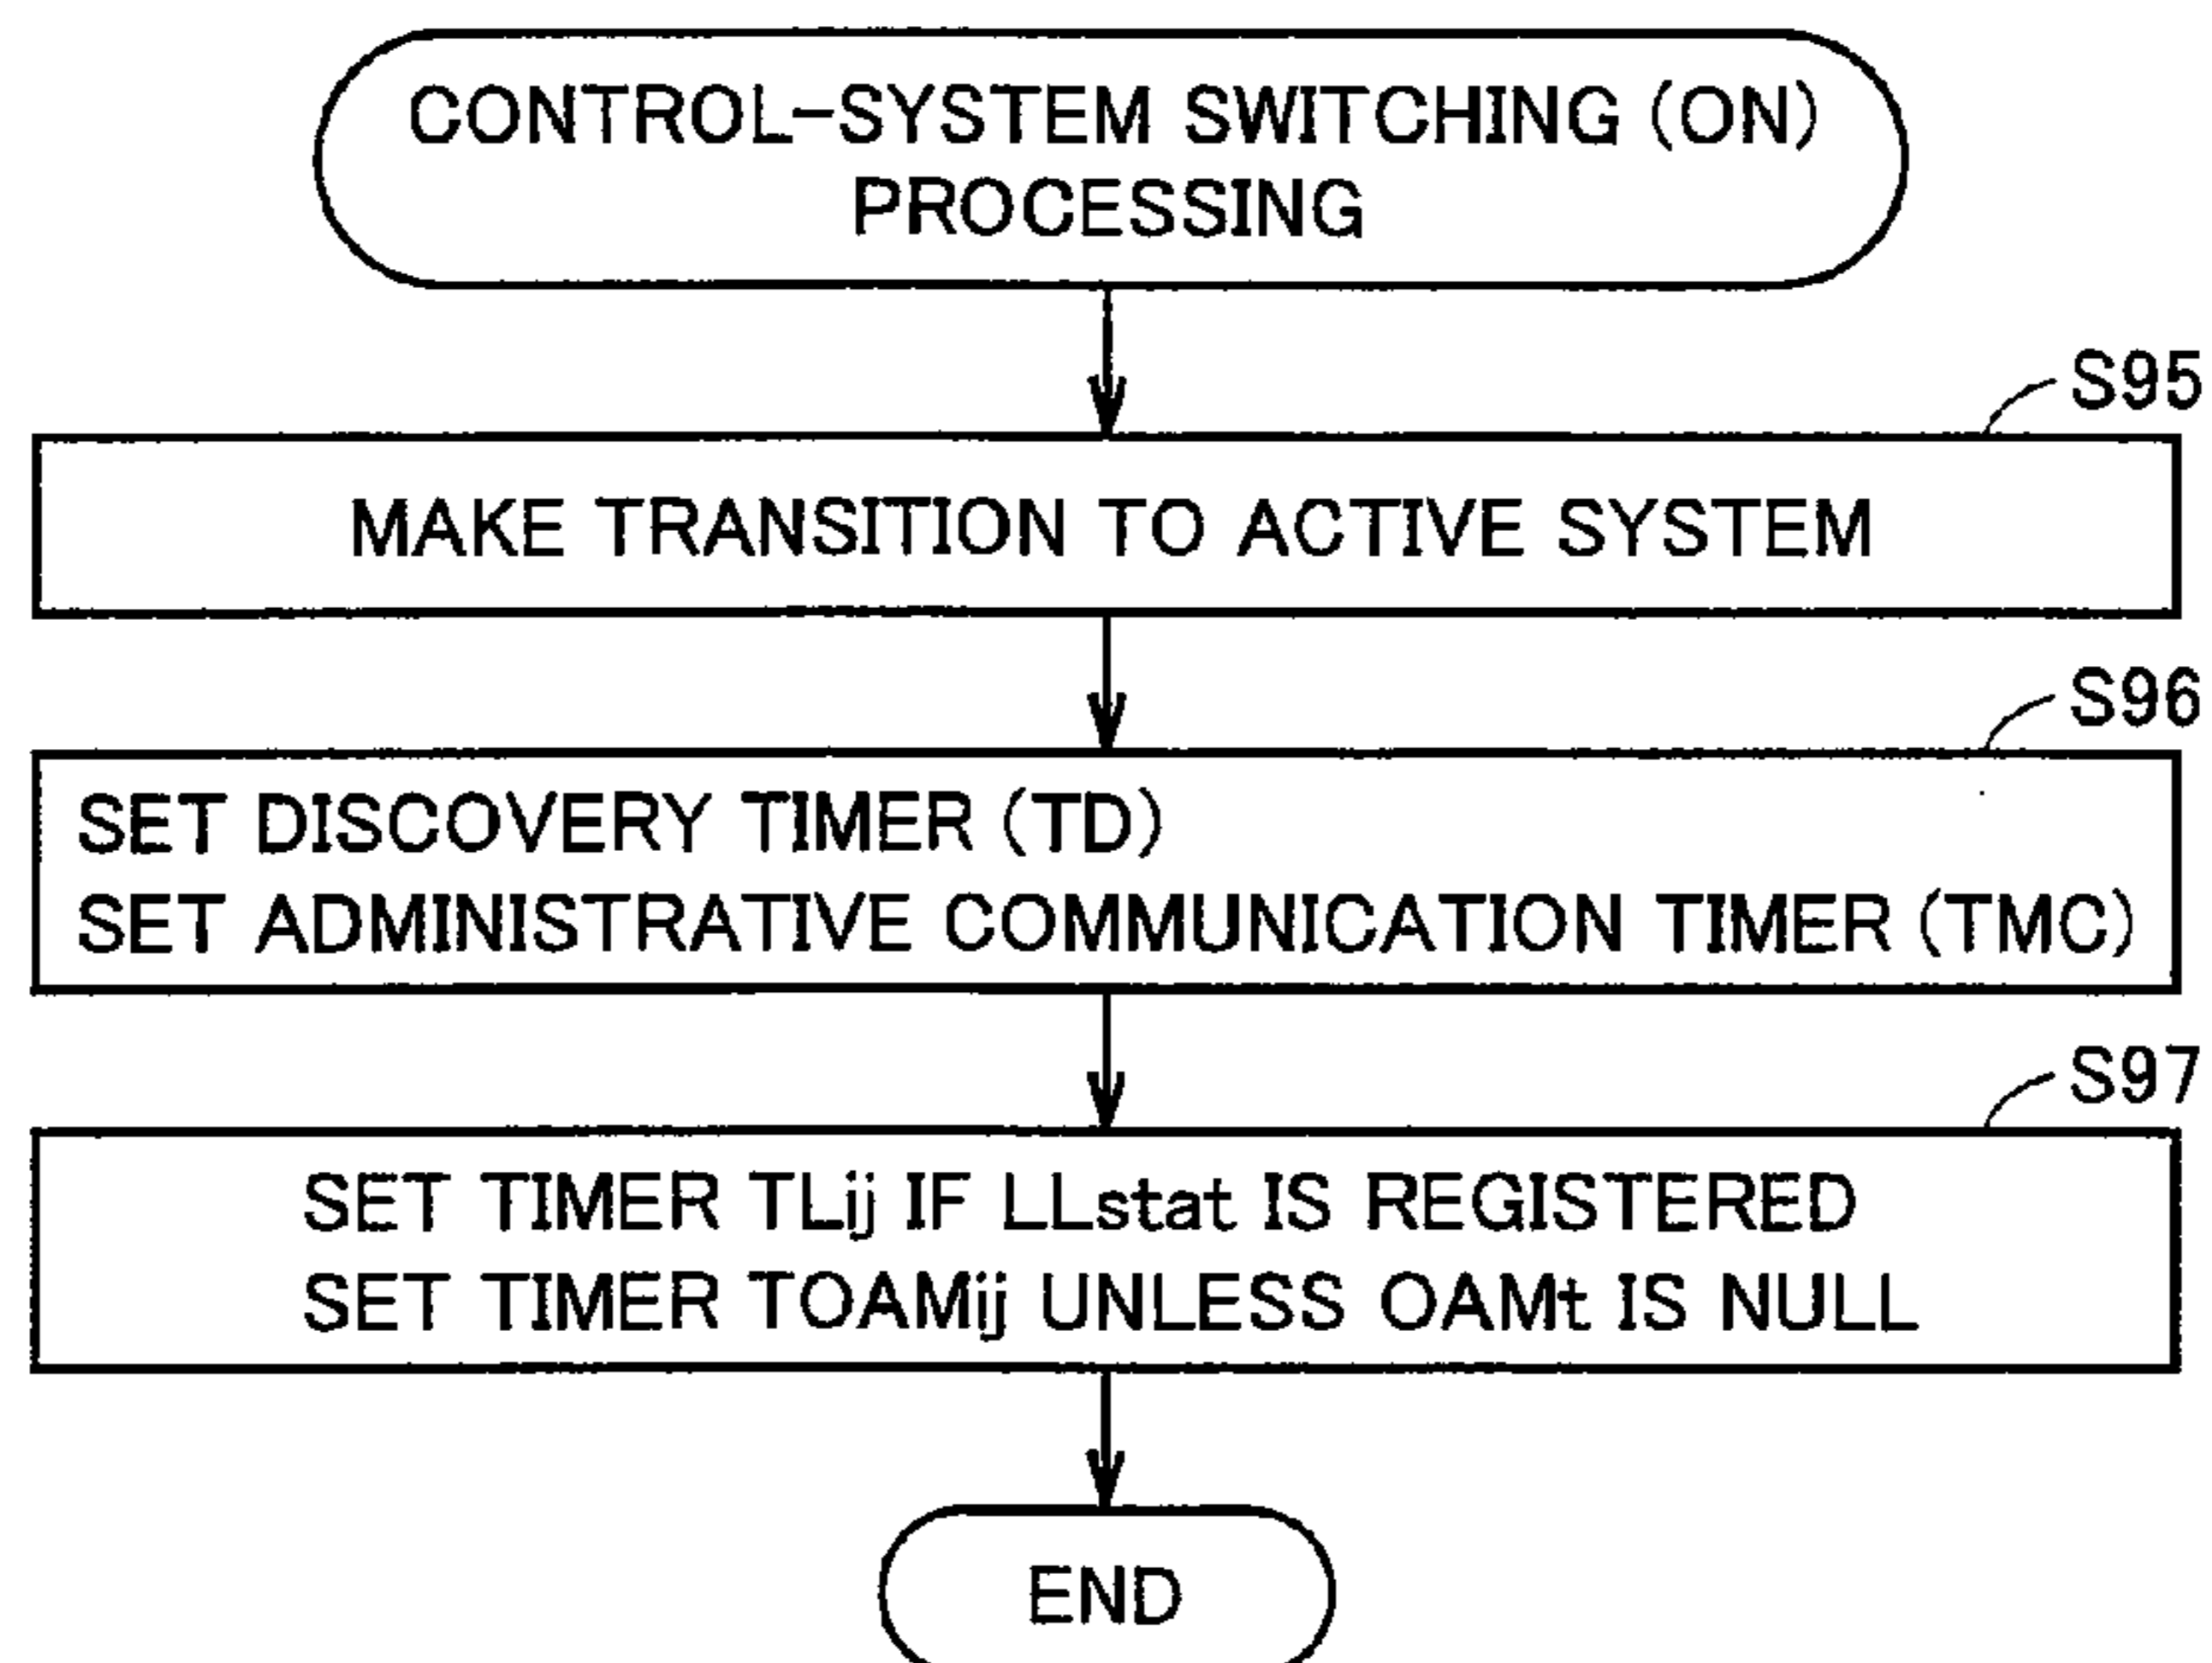 CONTROL-SYSTEM SWITCHING (ON)
PROCESSING
S95
MAKE TRANSITION TO ACTIVE SYSTEM
S96
SET DISCOVERY TIMER (TD)
SET ADMINISTRATIVE COMMUNICATION TIMER (TMC)
S97
SET TIMER TLij IF LLstat IS REGISTERED
SET TIMER TOAMij UNLESS OAMt IS NULL
END